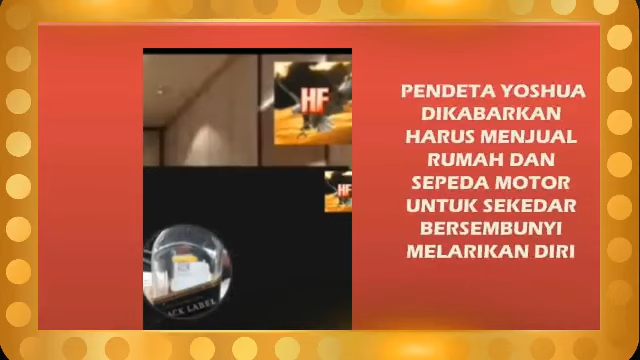 HF
HF
ACK LABEL
PENDETA YOSHUA
DIKABARKAN
HARUS MENJUAL
RUMAH DAN
SEPEDA MOTOR
UNTUK SEKEDAR
BERSEMBUNYI
MELARIKAN DIRI